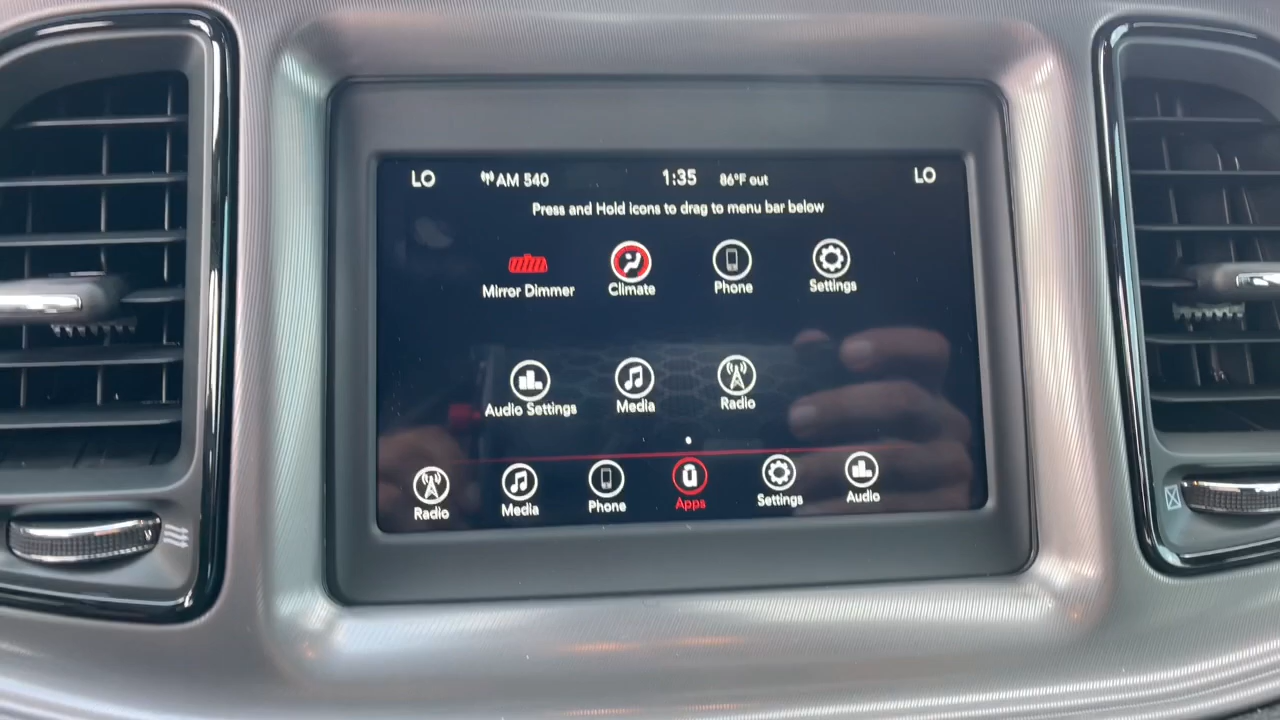 LO AM 540 1:35 86°F out LO
Press and Hold icons to drag to menu bar below
Mirror Dimmer Climate Phone Settings
Audio Settings Media Radio
Radio Media Phone Apps Settings Audio